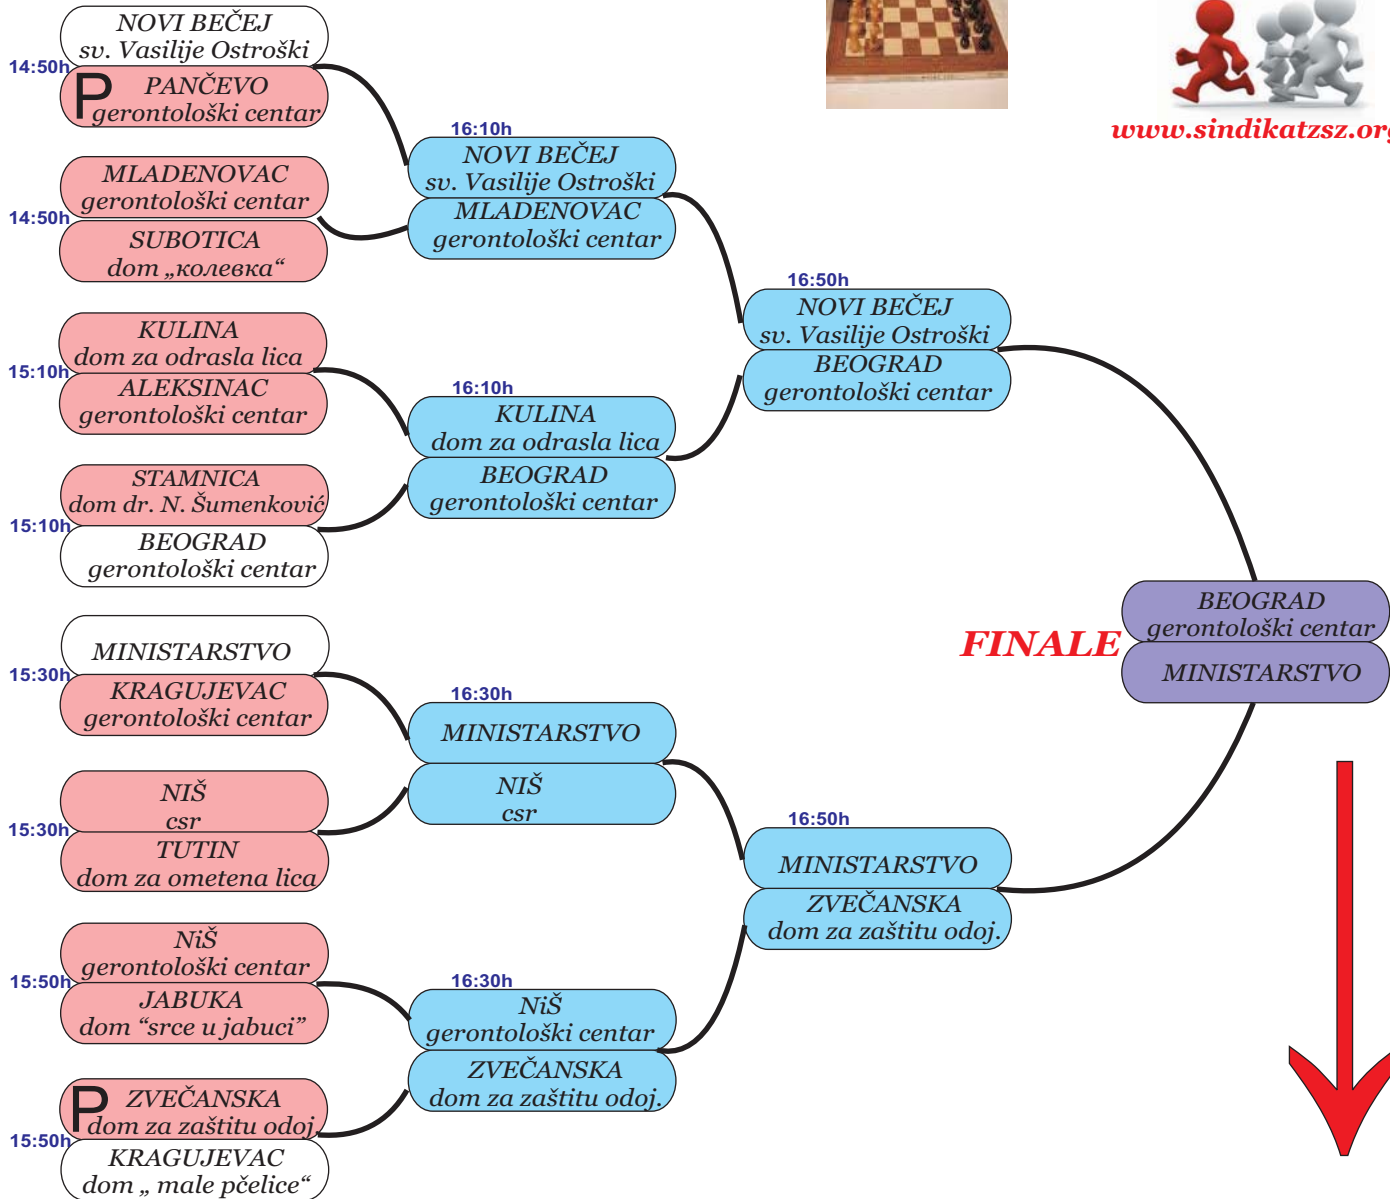 NOVI BEČEJ
sv. Vasilije Ostroški
14:50h
P
PANČEVO
gerontološki centar
MLADENOVAC
gerontološki centar
14:50h
SUBOTICA
dom „колевка“
KULINA
dom za odrasla lica
15:10h
ALEKSINAC
gerontološki centar
STAMNICA
dom dr. N. Šumenković
15:10h
BEOGRAD
gerontološki centar
MINISTARSTVO
15:30h
KRAGUJEVAC
gerontološki centar
NIŠ
csr
15:30h
TUTIN
dom za ometena lica
NiŠ
gerontološki centar
15:50h
JABUKA
dom “srce u jabuci”
P
ZVEČANSKA
dom za zaštitu odoj.
15:50h
KRAGUJEVAC
dom „ male pčelice“
16:10h
NOVI BEČEJ
sv. Vasilije Ostroški
MLADENOVAC
gerontološki centar
16:10h
KULINA
dom za odrasla lica
BEOGRAD
gerontološki centar
16:30h
MINISTARSTVO
NIŠ
csr
16:30h
NiŠ
gerontološki centar
ZVEČANSKA
dom za zaštitu odoj.
16:50h
NOVI BEČEJ
sv. Vasilije Ostroški
BEOGRAD
gerontološki centar
16:50h
MINISTARSTVO
ZVEČANSKA
dom za zaštitu odoj.
www.sindikatzsz.org
FINALE
BEOGRAD
gerontološki centar
MINISTARSTVO